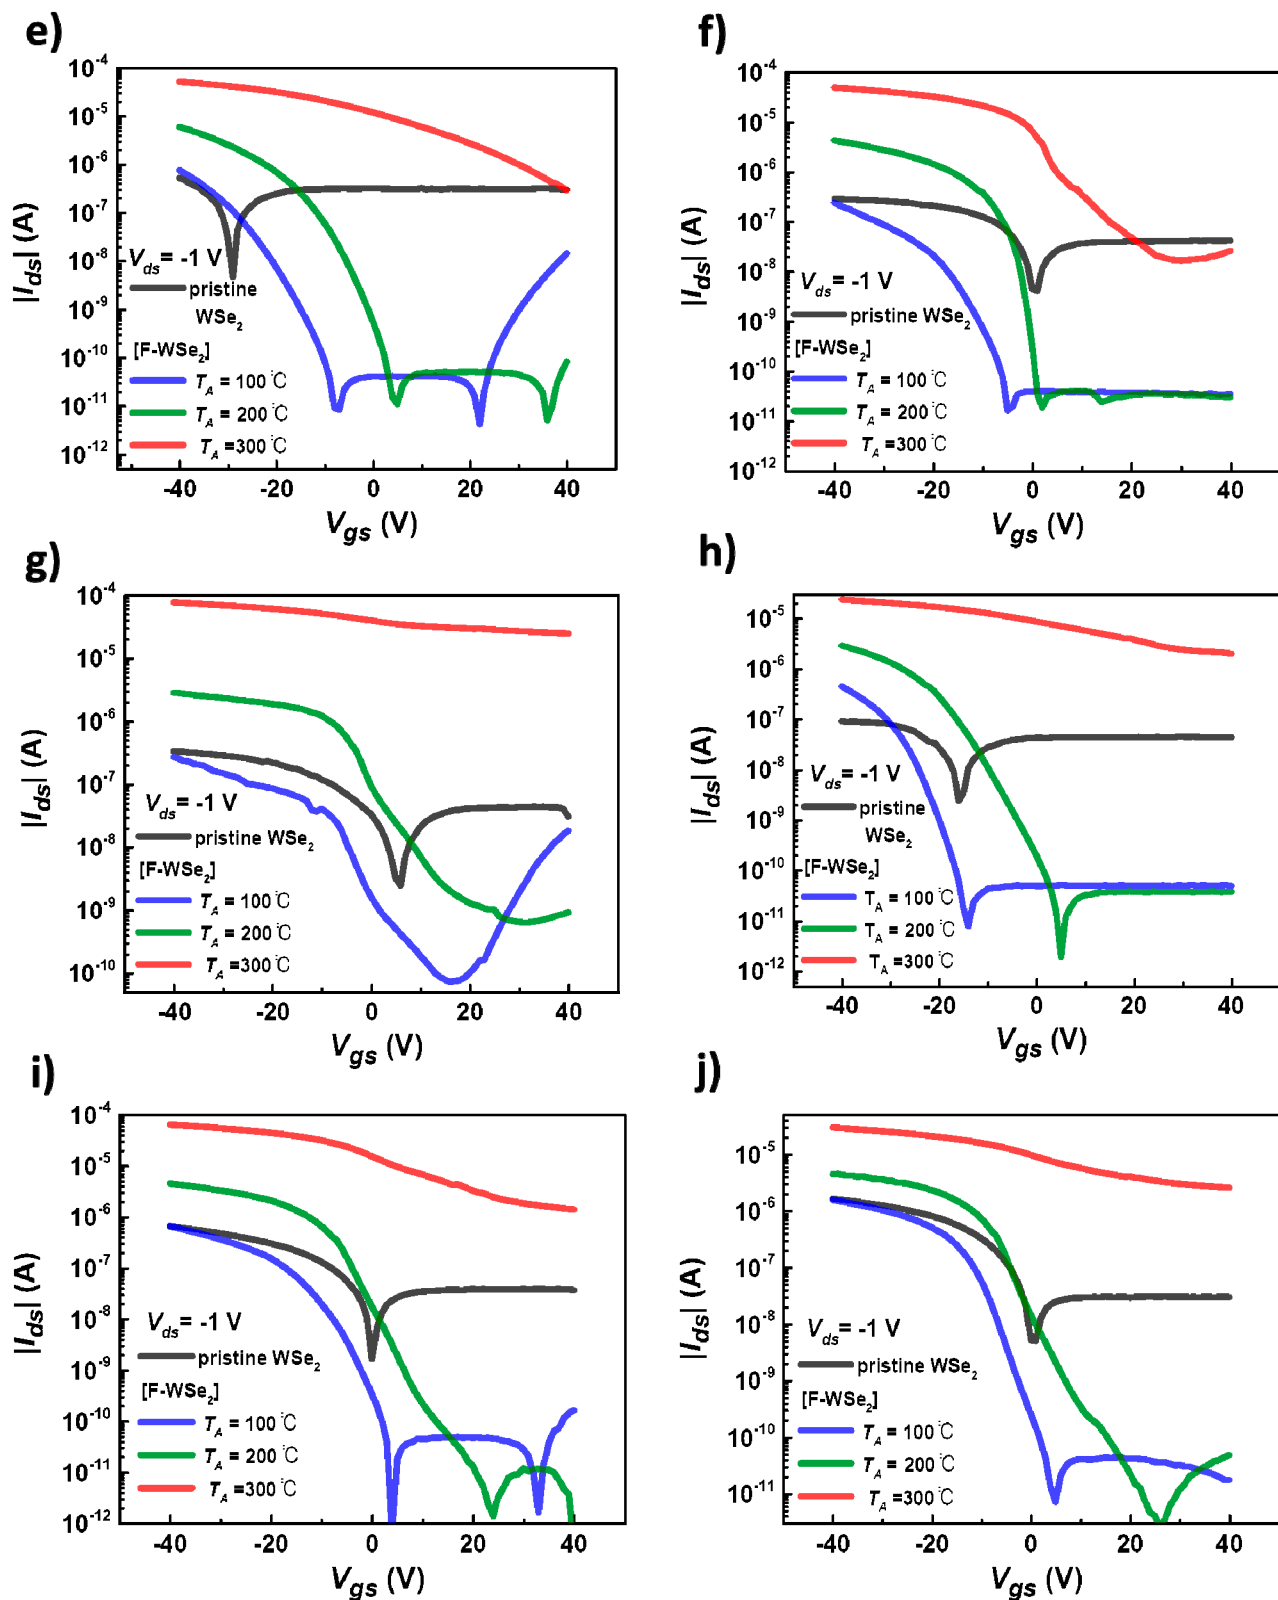 e)
10^-4
10^-5
10^-6
10^-7
10^-8
10^-9
10^-10
10^-11
10^-12
|I_ds| (A)
V_ds = -1 V
pristine
WSe_2
[F-WSe_2]
T_A = 100 °C
T_A = 200 °C
T_A =300 °C
-40 -20 0 20 40
V_gs (V)
f)
10^-4
10^-5
10^-6
10^-7
10^-8
10^-9
10^-10
10^-11
10^-12
|I_ds| (A)
V_ds = -1 V
pristine WSe_2
[F-WSe_2]
T_A = 100 °C
T_A = 200 °C
T_A =300 °C
-40 -20 0 20 40
V_gs (V)
g)
10^-4
10^-5
10^-6
10^-7
10^-8
10^-9
10^-10
|I_ds| (A)
V_ds = -1 V
pristine WSe_2
[F-WSe_2]
T_A = 100 °C
T_A = 200 °C
T_A =300 °C
-40 -20 0 20 40
V_gs (V)
h)
10^-5
10^-6
10^-7
10^-8
10^-9
10^-10
10^-11
10^-12
|I_ds| (A)
V_ds = -1 V
pristine
WSe_2
[F-WSe_2]
T_A = 100 °C
T_A = 200 °C
T_A =300 °C
-40 -20 0 20 40
V_gs (V)
i)
10^-4
10^-5
10^-6
10^-7
10^-8
10^-9
10^-10
10^-11
10^-12
|I_ds| (A)
V_ds = -1 V
pristine WSe_2
[F-WSe_2]
T_A = 100 °C
T_A = 200 °C
T_A =300 °C
-40 -20 0 20 40
V_gs (V)
j)
10^-5
10^-6
10^-7
10^-8
10^-9
10^-10
10^-11
|I_ds| (A)
V_ds = -1 V
pristine WSe_2
[F-WSe_2]
T_A = 100 °C
T_A = 200 °C
T_A =300 °C
-40 -20 0 20 40
V_gs (V)